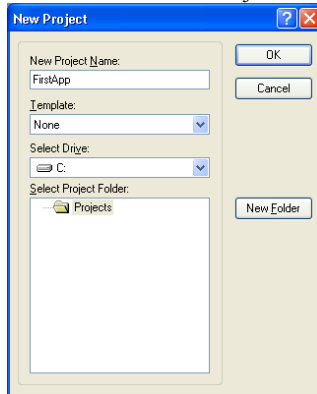 New Project
New Project Name:
OK
FirstApp
Cancel
Template:
None
Select Drive:
C:
Select Project Folder:
Projects
New Folder